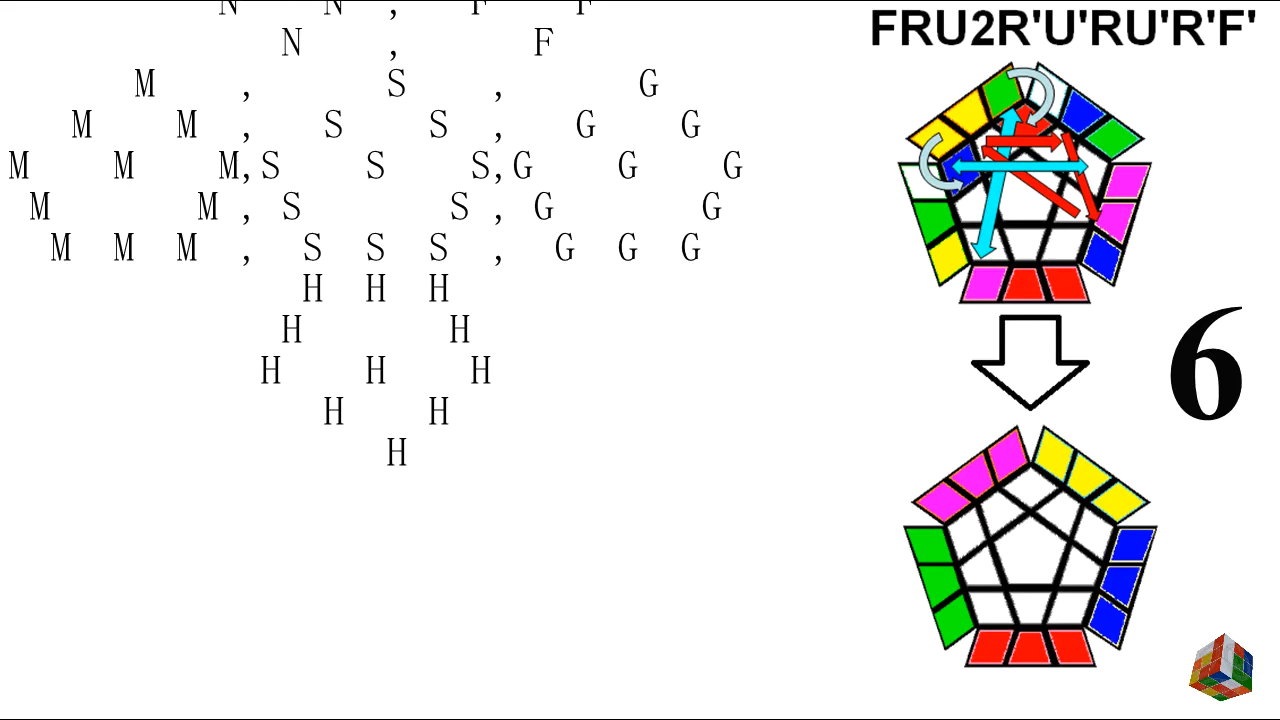 N N , F F
N , F
M , S , G
M M , S S , G G
M M M,S S S,G G G
M M , S S , G G
M M M , S S S , G G G
H H H
H H
H H H
H H
H
FRU2R'U'RU'R'F'
6